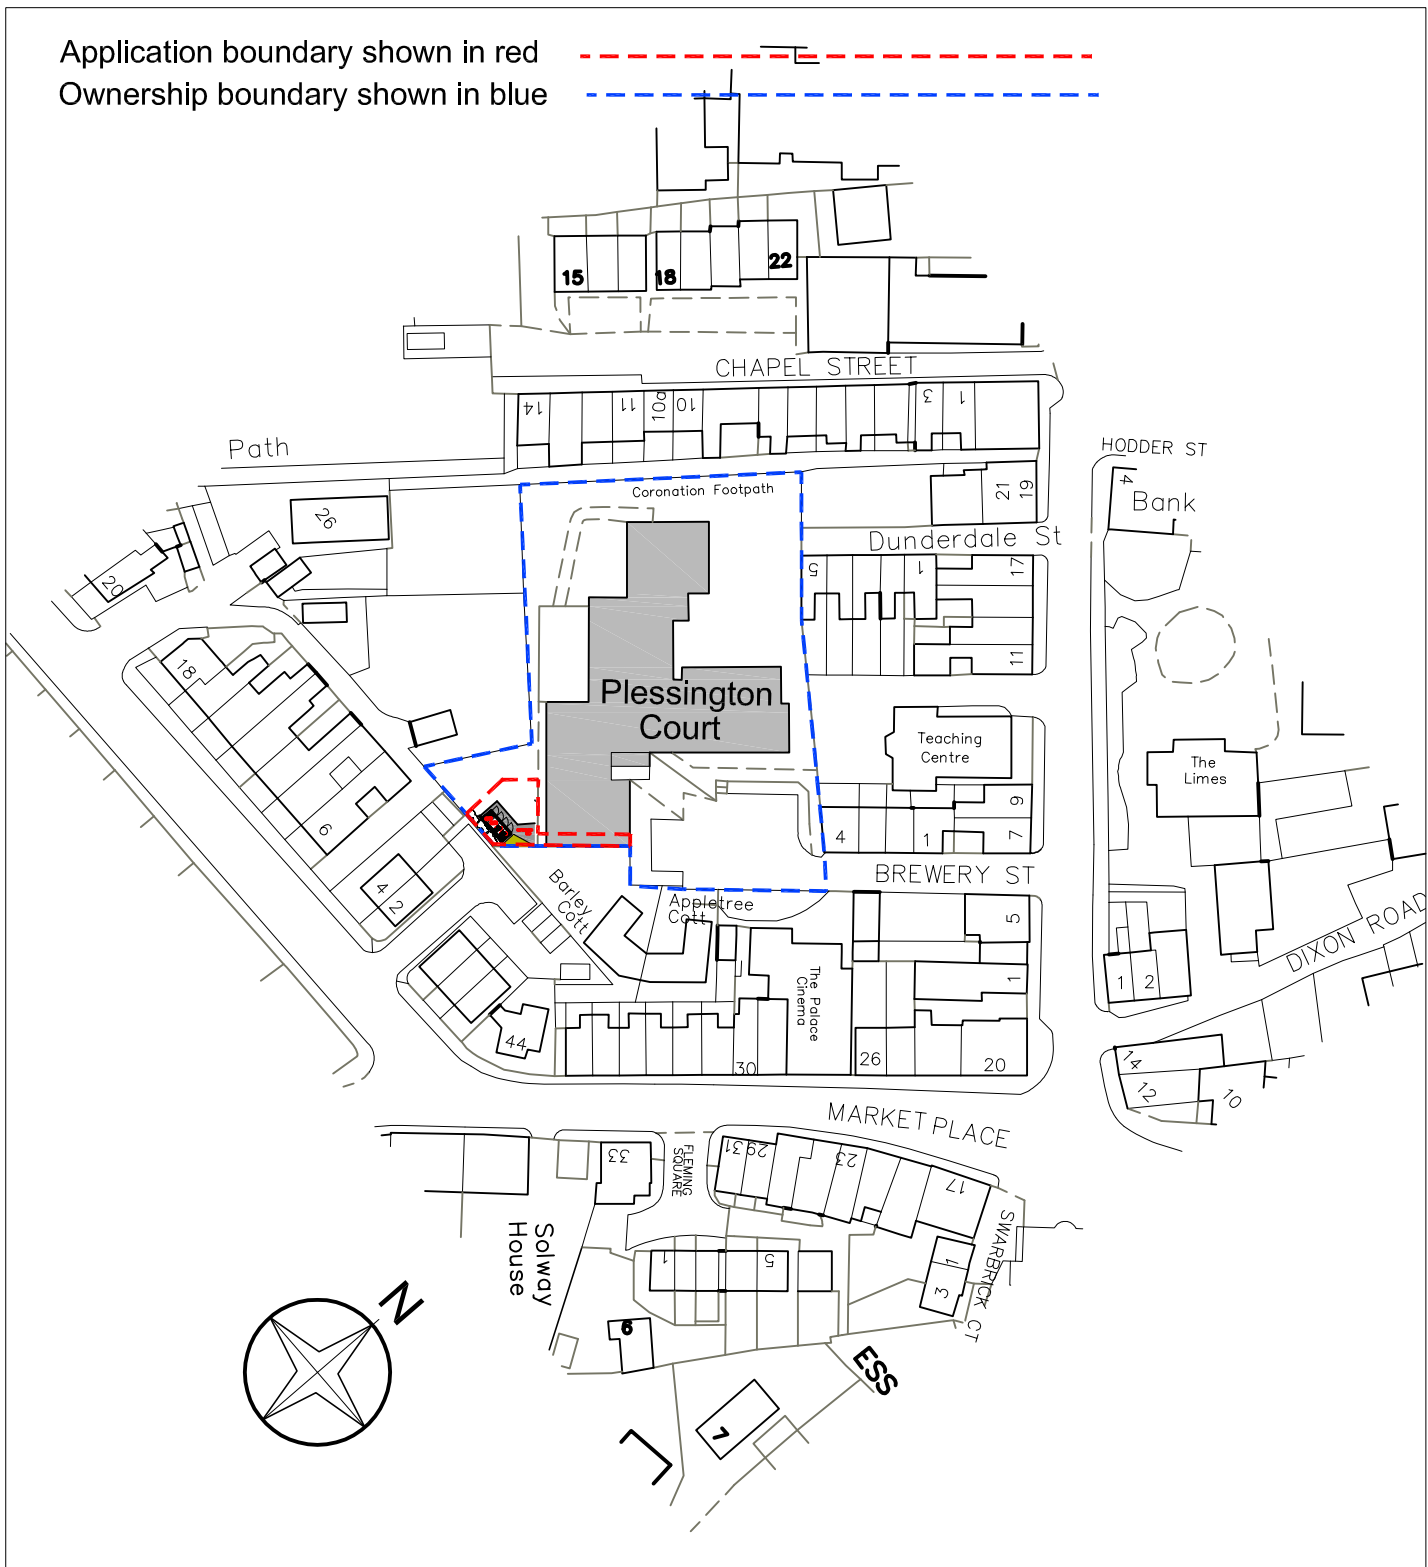 Application boundary shown in red
Ownership boundary shown in blue
15
18
22
CHAPEL STREET
14
11
10a
10
3
1
Path
HODDER ST
4
Bank
Coronation Footpath
21
19
26
Dunderdale St
20
5
1
17
11
18
Plessington
Court
Teaching
Centre
The
Limes
6
9
7
4
1
4
2
BREWERY ST
Barley
Cott
Appletree
Cott
5
DIXON ROAD
The Palace
Cinema
1
1
2
44
30
26
20
14
12
10
MARKET PLACE
33
FLEMING
SQUARE
31
29
23
17
SWARBRICK CT
Solway
House
1
5
1
3
N
6
ESS
7